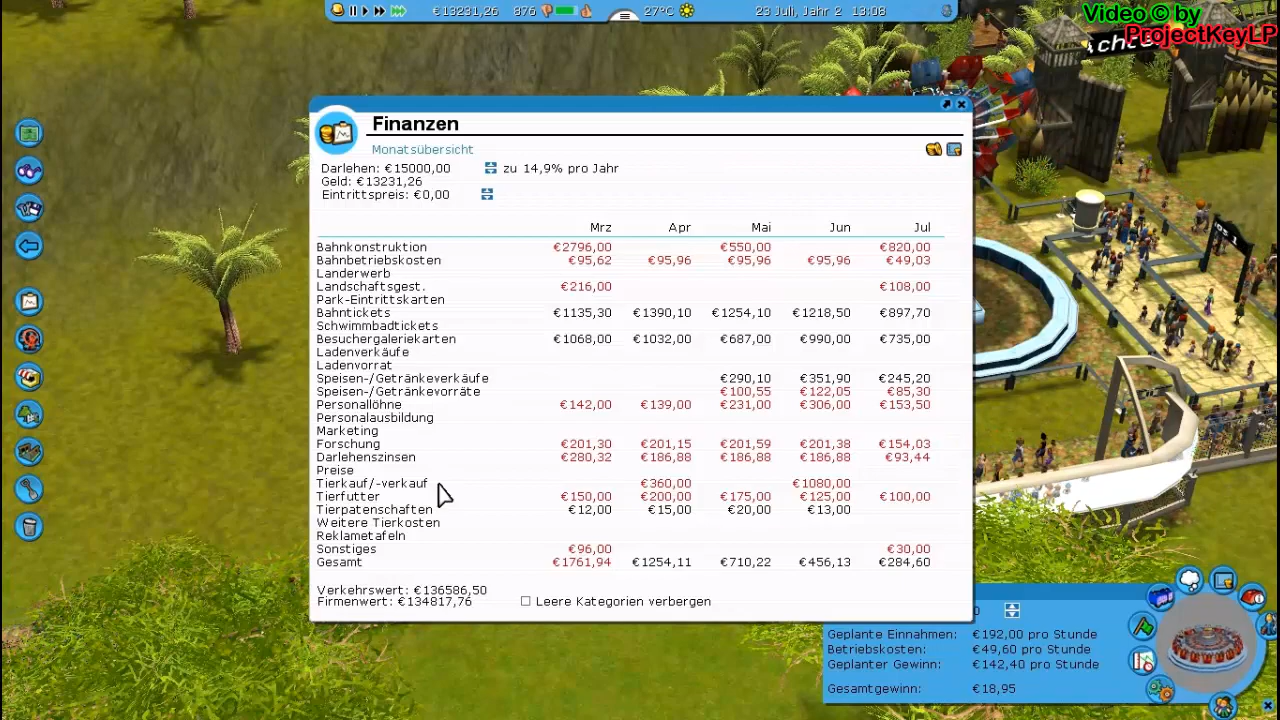 €13231,26 876 27°C 23 Juli, Jahr 2 13:08
Video © by
ProjectKeyLP
Finanzen
Monatsübersicht
Darlehen: €15000,00 zu 14,9% pro Jahr
Geld: €13231,26
Eintrittspreis: €0,00
Mrz Apr Mai Jun Jul
Bahnkonstruktion €2796,00 €550,00 €820,00
Bahnbetriebskosten €95,62 €95,96 €95,96 €95,96 €49,03
Landerwerb
Landschaftsgest. €216,00 €108,00
Park-Eintrittskarten
Bahntickets €1135,30 €1390,10 €1254,10 €1218,50 €897,70
Schwimmbadtickets
Besuchergaleriekarten €1068,00 €1032,00 €687,00 €990,00 €735,00
Ladenverkäufe
Ladenvorrat
Speisen-/Getränkeverkäufe €290,10 €351,90 €245,20
Speisen-/Getränkevorräte €100,55 €122,05 €85,30
Personallöhne €142,00 €139,00 €231,00 €306,00 €153,50
Personalausbildung
Marketing
Forschung €201,30 €201,15 €201,59 €201,38 €154,03
Darlehenszinsen €280,32 €186,88 €186,88 €186,88 €93,44
Preise
Tierkauf/-verkauf €360,00 €1080,00
Tierfutter €150,00 €200,00 €175,00 €125,00 €100,00
Tierpatenschaften €12,00 €15,00 €20,00 €13,00
Weitere Tierkosten
Reklametafeln
Sonstiges €96,00 €30,00
Gesamt €1761,94 €1254,11 €710,22 €456,13 €284,60
Verkehrswert: €136586,50
Firmenwert: €134817,76 Leere Kategorien verbergen
Geplante Einnahmen: €192,00 pro Stunde
Betriebskosten: €49,60 pro Stunde
Geplanter Gewinn: €142,40 pro Stunde
Gesamtgewinn: €18,95